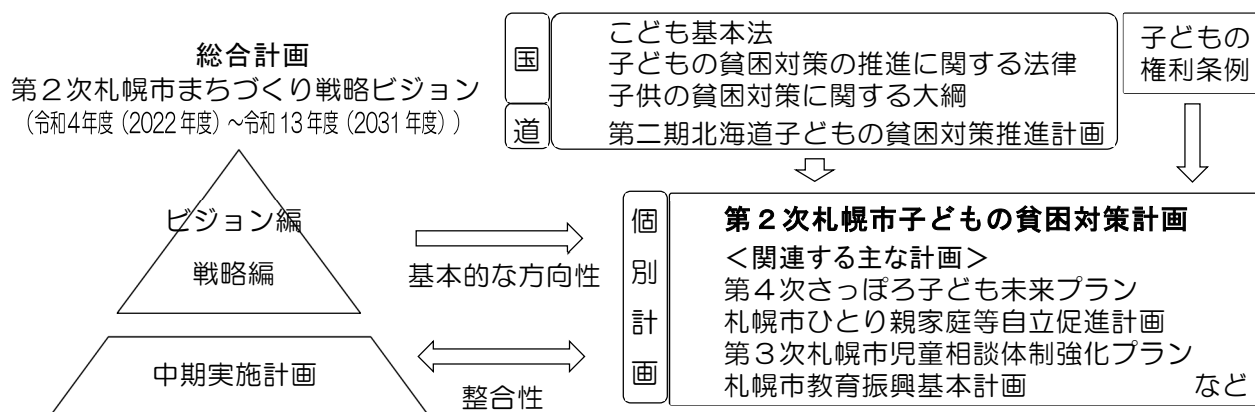 総合計画
第２次札幌市まちづくり戦略ビジョン
（令和4年度（2022年度）～令和13年度（2031年度））
ビジョン編
戦略編
中期実施計画
基本的な方向性
整合性
国
こども基本法
子どもの貧困対策の推進に関する法律
子供の貧困対策に関する大綱
道
第二期北海道子どもの貧困対策推進計画
子どもの
権利条例
個
別
計
画
第２次札幌市子どもの貧困対策計画
＜関連する主な計画＞
第４次さっぽろ子ども未来プラン
札幌市ひとり親家庭等自立促進計画
第３次札幌市児童相談体制強化プラン
札幌市教育振興基本計画　など